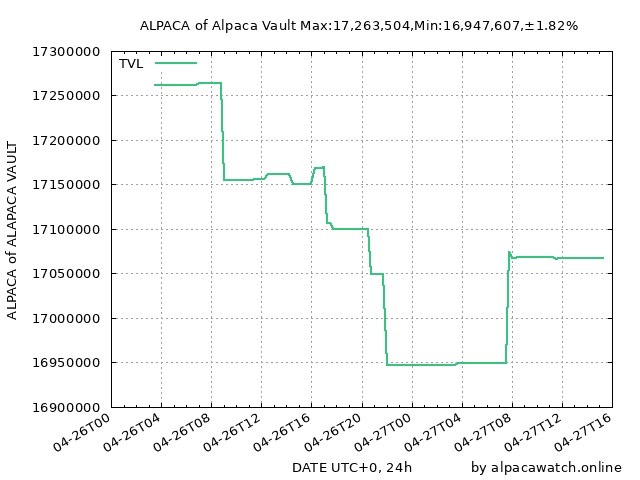 ALPACA of Alpaca Vault Max:17,263,504,Min:16,947,607,±1.82%
TVL
ALPACA of ALAPACA VAULT
17300000
17250000
17200000
17150000
17100000
17050000
17000000
16950000
16900000
04-26T00
04-26T04
04-26T08
04-26T12
04-26T16
04-26T20
04-27T00
04-27T04
04-27T08
04-27T12
04-27T16
DATE UTC+0, 24h
by alpacawatch.online